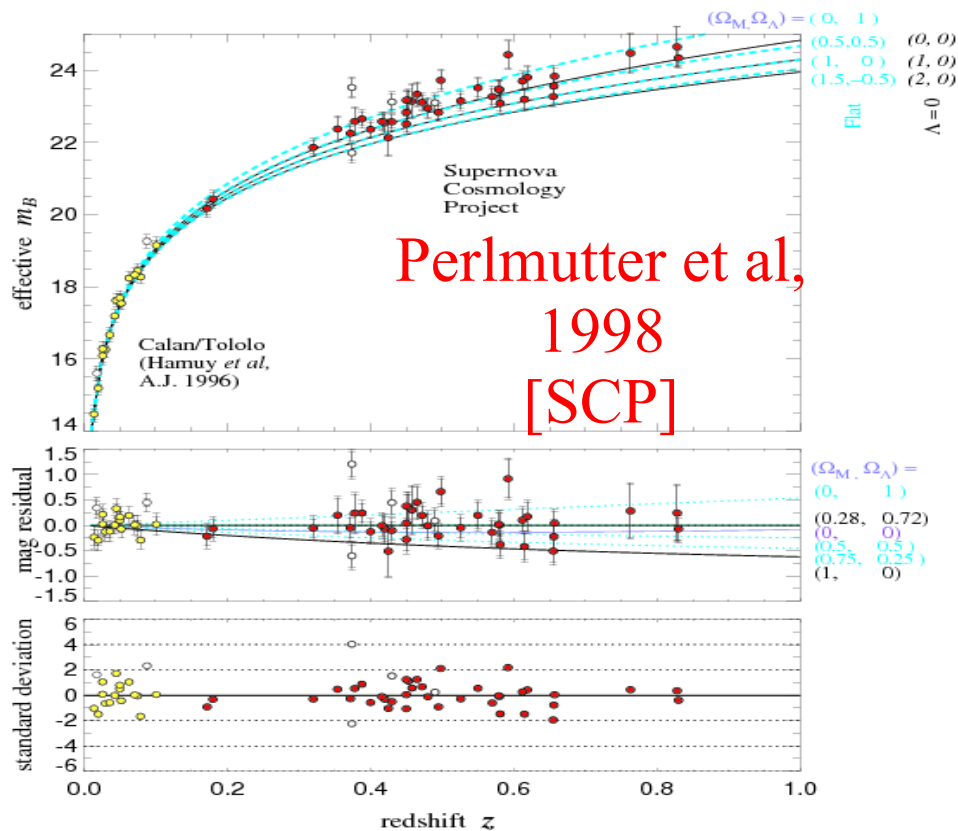 (Ω_M, Ω_Λ) = ( 0, 1 )
(0.5,0.5) (0, 0)
(1, 0) (1, 0)
(1.5,–0.5) (2, 0)
Flat
Λ = 0
effective m_B
24
22
20
18
16
14
Supernova
Cosmology
Project
Perlmutter et al,
1998
[SCP]
Calan/Tololo
(Hamuy et al,
A.J. 1996)
mag residual
1.5
1.0
0.5
0.0
-0.5
-1.0
-1.5
(Ω_M , Ω_Λ) =
(0, 1)
(0.28, 0.72)
(0, 0)
(0.5, 0.5 )
(0.75, 0.25 )
(1, 0)
standard deviation
6
4
2
0
-2
-4
-6
0.0 0.2 0.4 0.6 0.8 1.0
redshift z